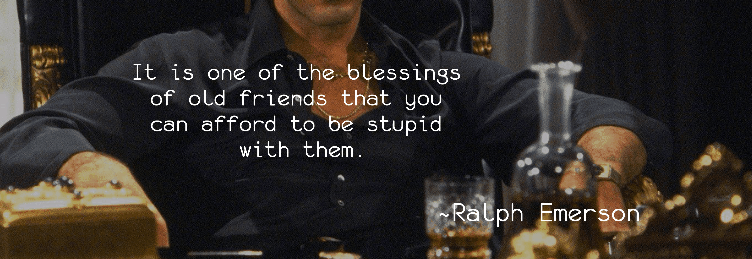 It is one of the blessings
of old friends that you
can afford to be stupid
with them.
~Ralph Emerson